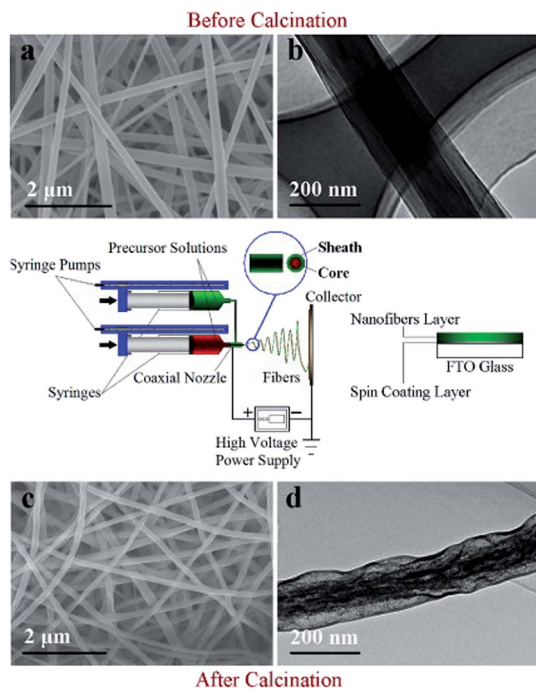 Before Calcination
a
b
2 μm
200 nm
Precursor Solutions
Syringe Pumps
Sheath
Core
Collector
Nanofibers Layer
FTO Glass
Syringes
Coaxial Nozzle
Fibers
Spin Coating Layer
+
−
High Voltage
Power Supply
c
d
2 μm
200 nm
After Calcination